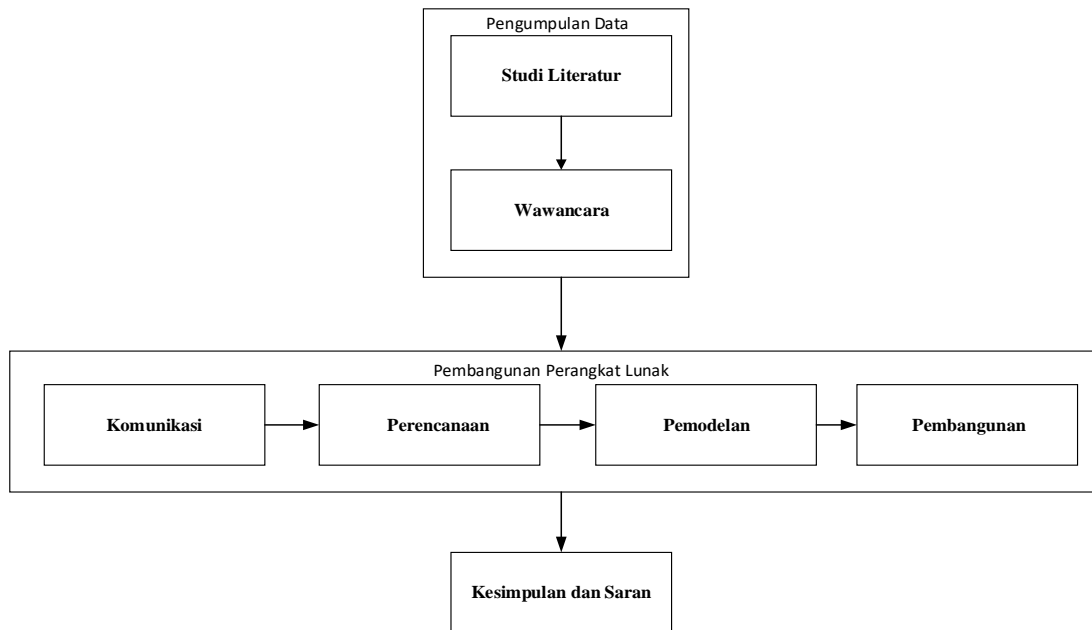 Pengumpulan Data
Studi Literatur
Wawancara
Pembangunan Perangkat Lunak
Komunikasi
Perencanaan
Pemodelan
Pembangunan
Kesimpulan dan Saran